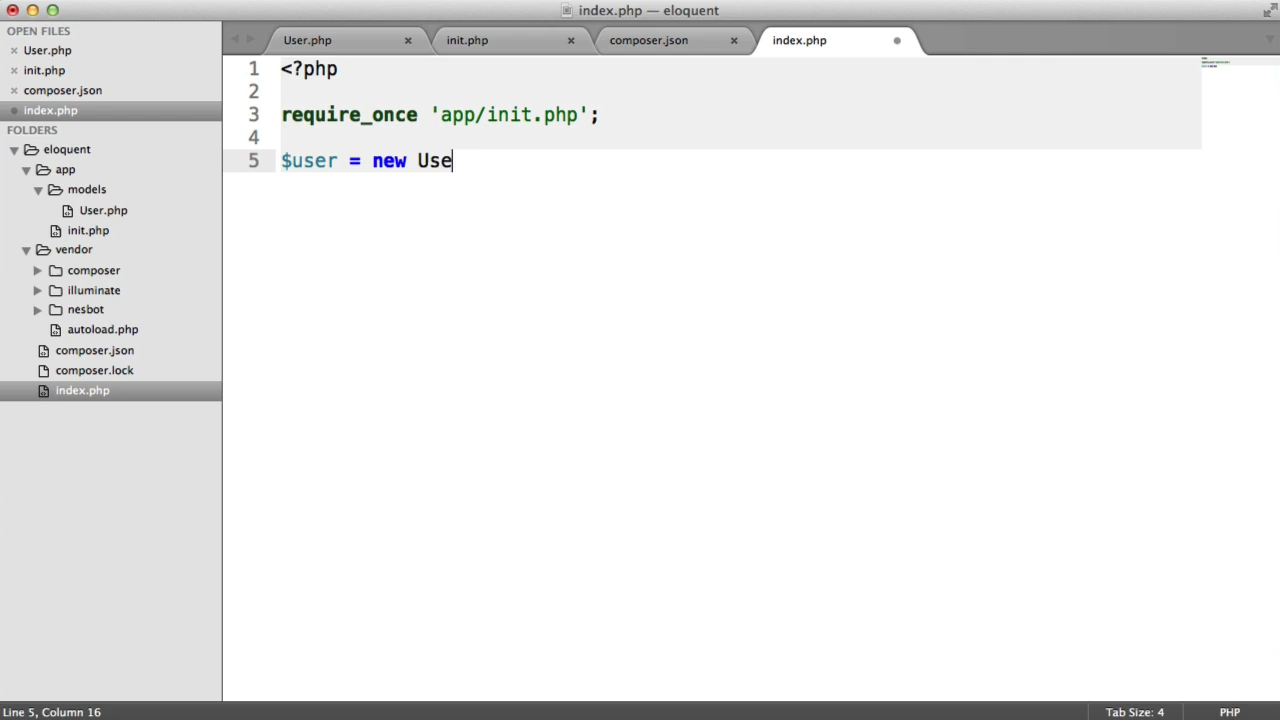 index.php — eloquent
OPEN FILES
User.php
init.php
composer.json
index.php
FOLDERS
eloquent
app
models
User.php
init.php
vendor
composer
illuminate
nesbot
autoload.php
composer.json
composer.lock
index.php
User.php
init.php
composer.json
index.php
1 <?php
2
3 require_once 'app/init.php';
4
5 $user = new Use
Line 5, Column 16
Tab Size: 4
PHP